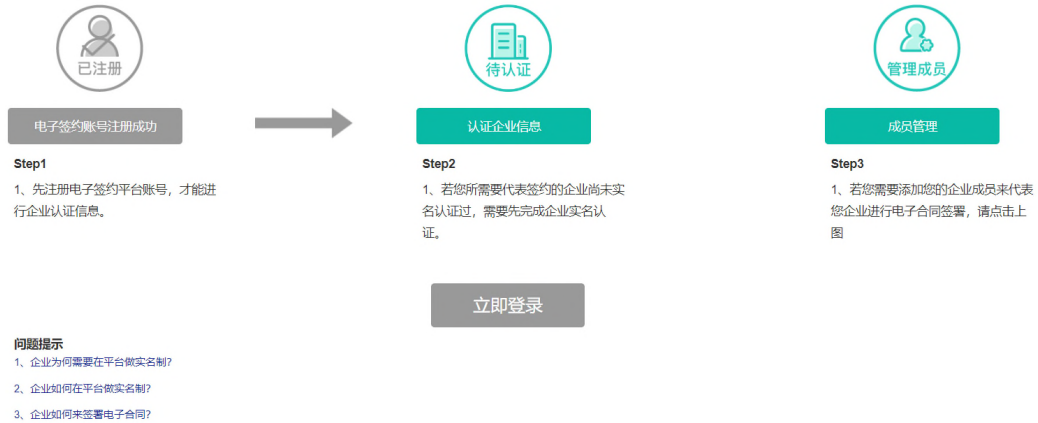 已注册
待认证
管理成员
电子签约账号注册成功
认证企业信息
成员管理
Step1
1、先注册电子签约平台账号，才能进
行企业认证信息。
Step2
1、若您所需要代表签约的企业尚未实
名认证过，需要先完成企业实名认
证。
Step3
1、若您需要添加您的企业成员来代表
您企业进行电子合同签署，请点击上
图
立即登录
问题提示
1、企业为何需要在平台做实名制?
2、企业如何在平台做实名制?
3、企业如何来签署电子合同?